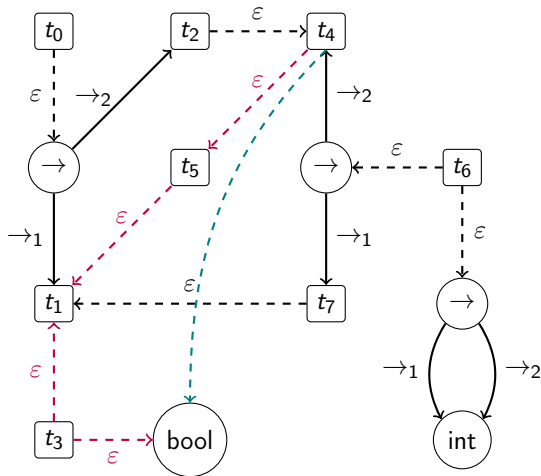 t₀ t₂ ε t₄
ε →₂ ε →₂
→ t₅ → ε t₆
→₁ ε →₁ ε
t₁ ε t₇ →
ε →₁ →₂
t₃ ε bool int